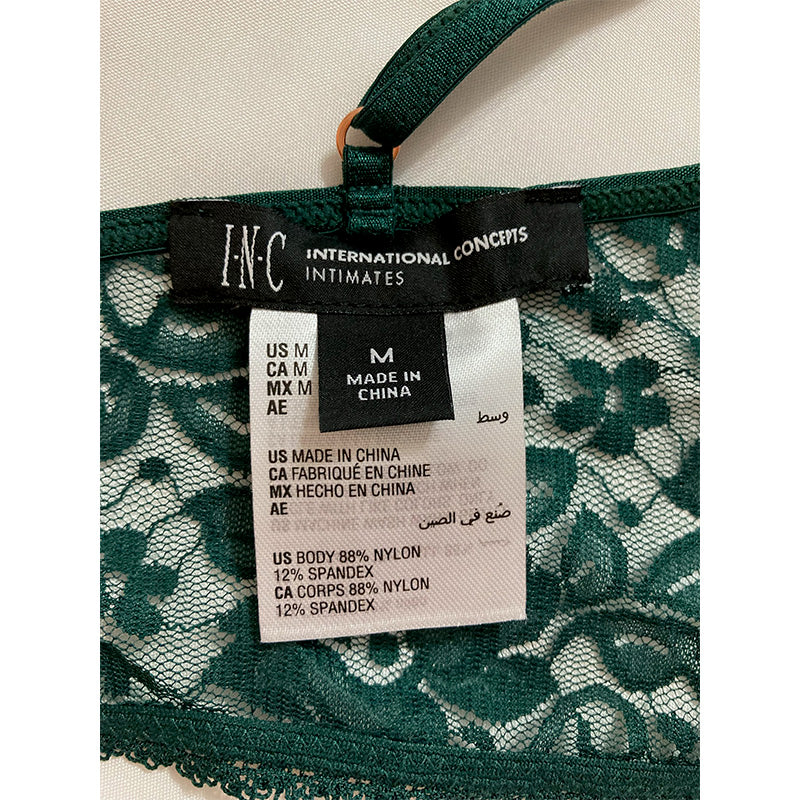 I·N·C INTERNATIONAL CONCEPTS
INTIMATES
M
MADE IN
CHINA
US M
CA M
MX M
AE
وسط
US MADE IN CHINA
CA FABRIQUÉ EN CHINE
MX HECHO EN CHINA
AE
صُنع في الصين
US BODY 88% NYLON
12% SPANDEX
CA CORPS 88% NYLON
12% SPANDEX